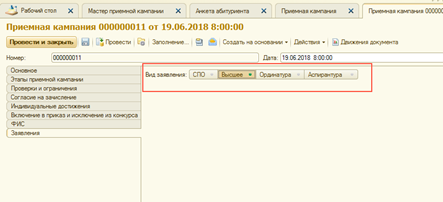 Рабочий стол
Мастер приемной кампании
Анкета абитуриента
Приемная кампания
Приемная кампания 00000
Приемная кампания 000000011 от 19.06.2018 8:00:00
Провести и закрыть
Провести
Заполнение...
Создать на основании
Действия
Движения документа
Номер: 000000011 Дата: 19.06.2018 8:00:00
Основное
Этапы приемной кампании
Проверки и ограничения
Согласие на зачисление
Индивидуальные достижения
Включение в приказ и исключение из конкурса
ФИС
Заявления
Вид заявления: СПО Высшее Ординатура Аспирантура